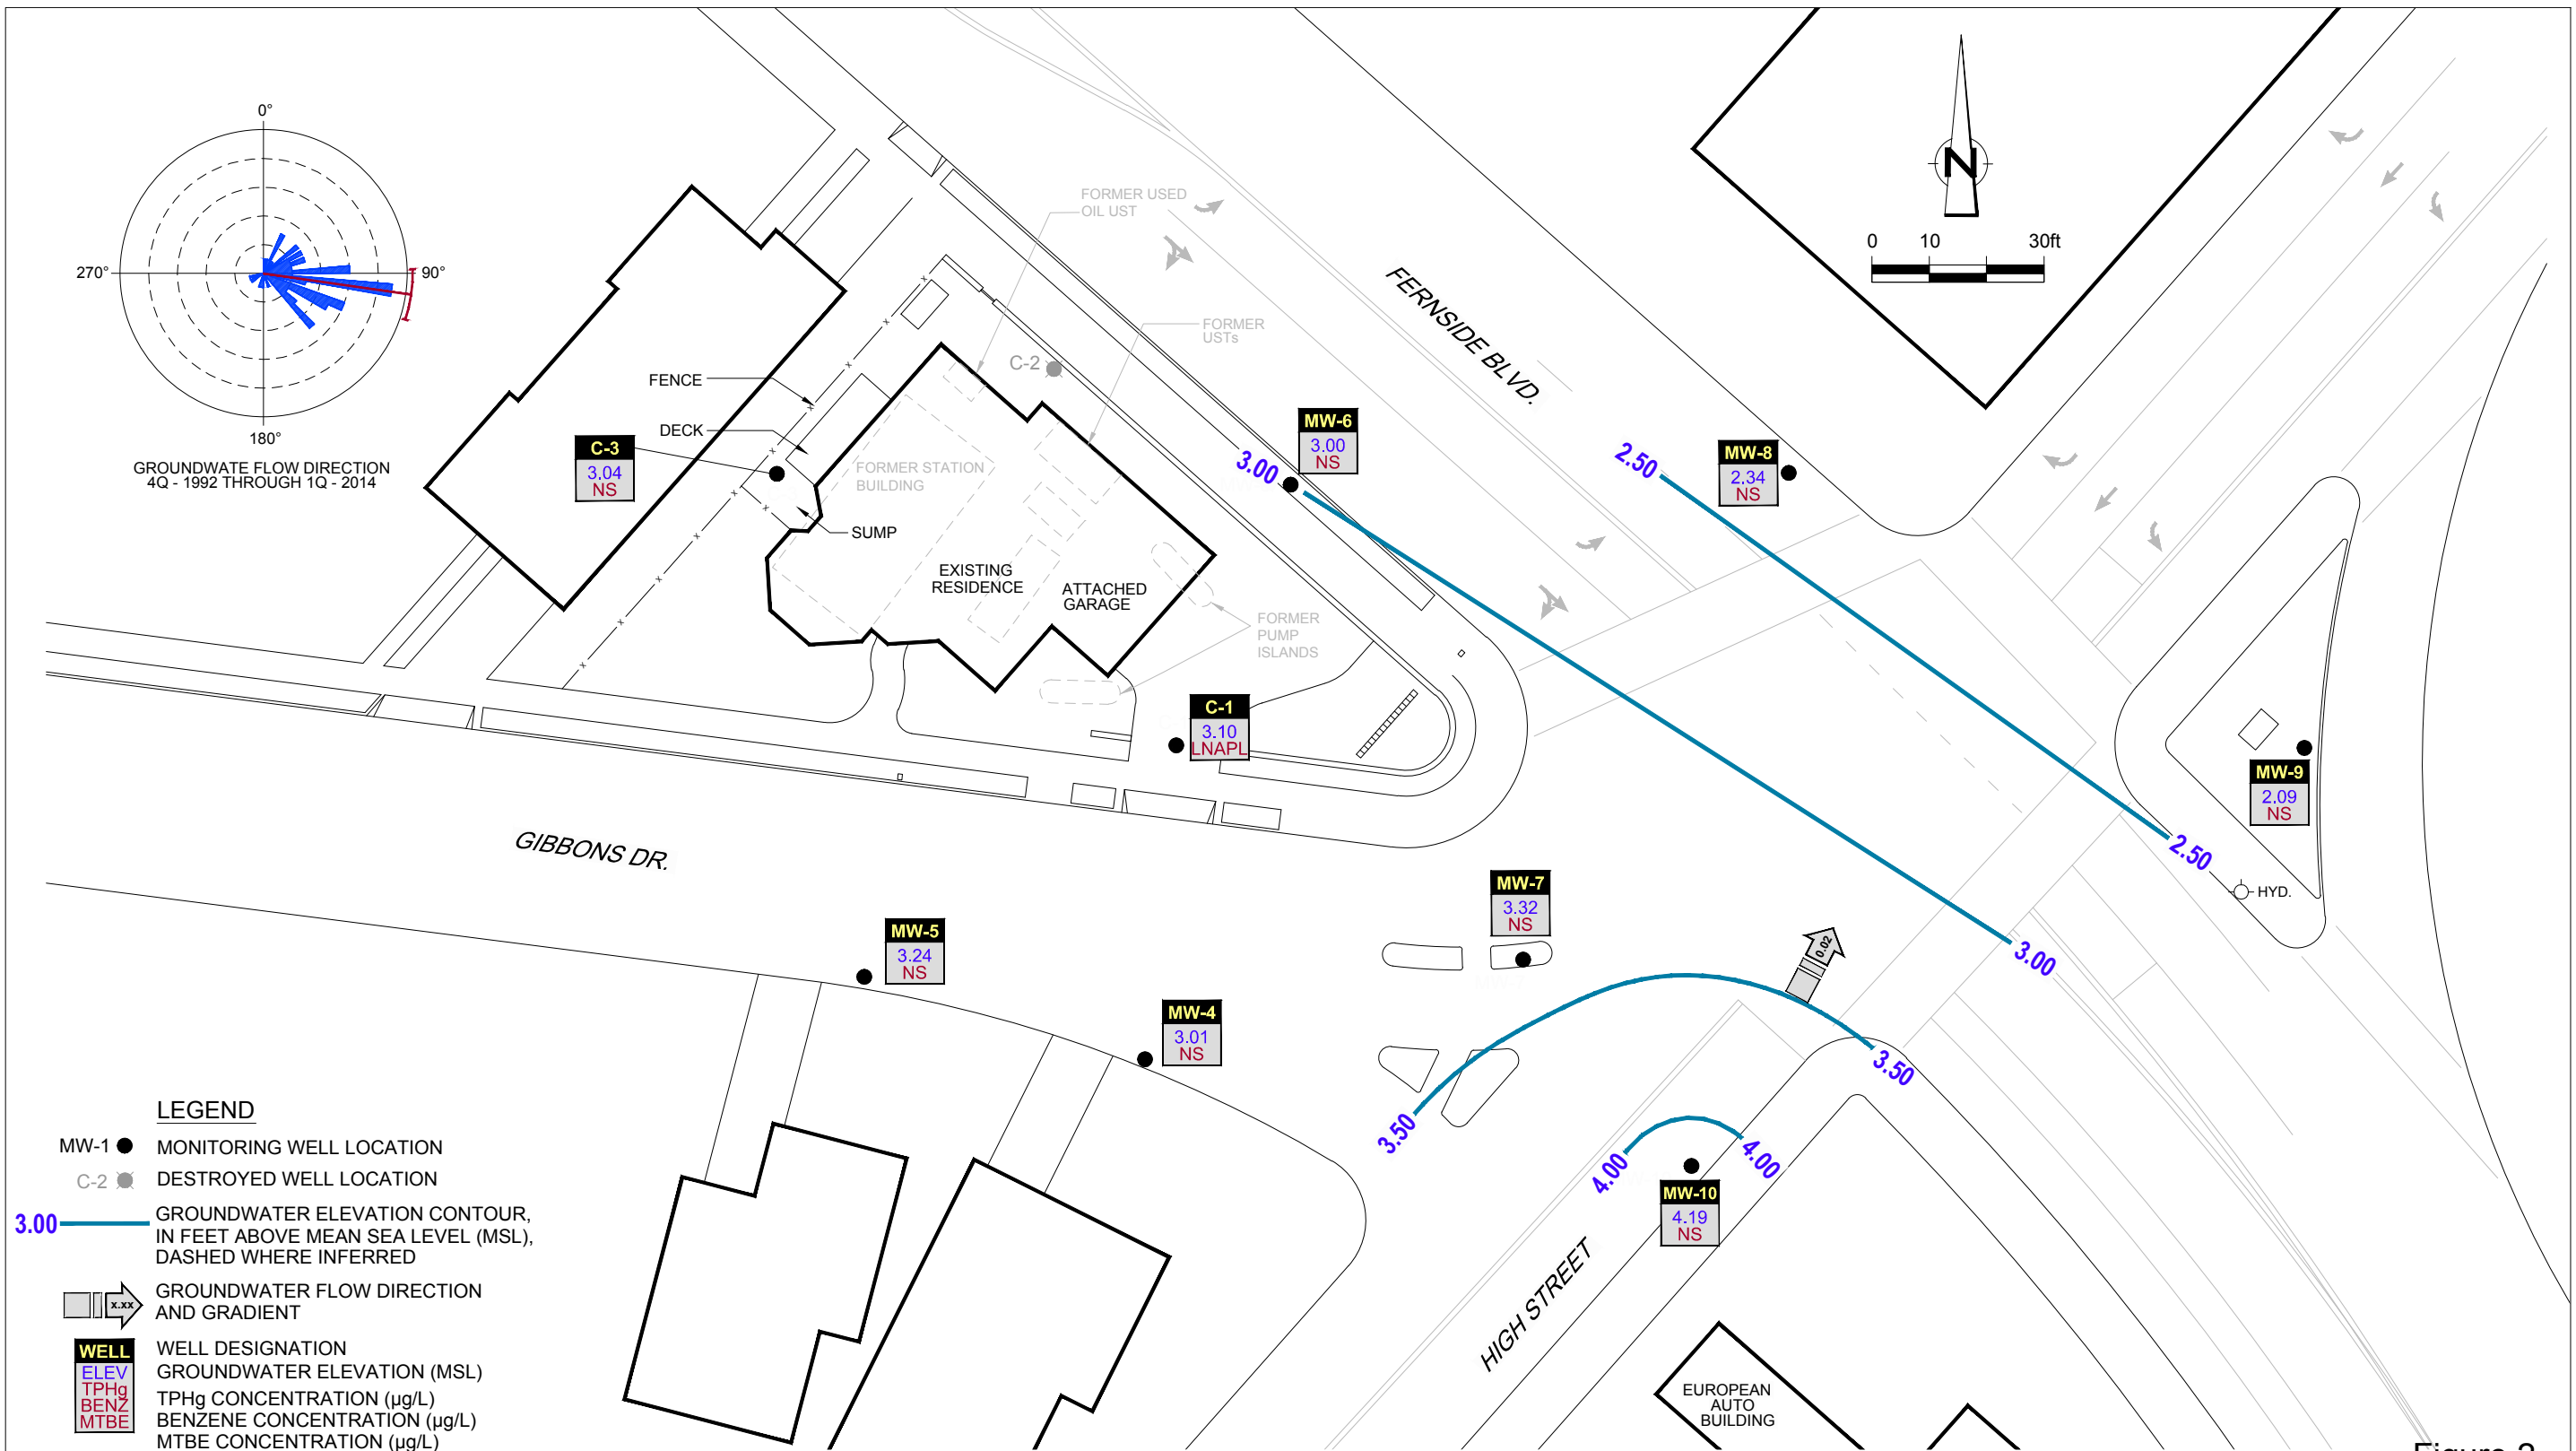 0°
270°
90°
180°
GROUNDWATE FLOW DIRECTION
4Q - 1992 THROUGH 1Q - 2014
FORMER USED
OIL UST
FORMER
USTs
C-2
FENCE
DECK
C-3
3.04
NS
FORMER STATION
BUILDING
SUMP
EXISTING
RESIDENCE
ATTACHED
GARAGE
FORMER
PUMP
ISLANDS
MW-6
3.00
NS
3.00
FERNSIDE BLVD.
N
0 10 30ft
2.50
MW-8
2.34
NS
C-1
3.10
LNAPL
MW-9
2.09
NS
2.50
HYD.
GIBBONS DR.
MW-7
3.32
NS
MW-5
3.24
NS
MW-4
3.01
NS
0.02
3.00
3.50
3.50
4.00
4.00
MW-10
4.19
NS
HIGH STREET
EUROPEAN
AUTO
BUILDING
LEGEND
MW-1 MONITORING WELL LOCATION
C-2 DESTROYED WELL LOCATION
3.00 GROUNDWATER ELEVATION CONTOUR,
IN FEET ABOVE MEAN SEA LEVEL (MSL),
DASHED WHERE INFERRED
x.xx GROUNDWATER FLOW DIRECTION
AND GRADIENT
WELL WELL DESIGNATION
ELEV GROUNDWATER ELEVATION (MSL)
TPHg TPHg CONCENTRATION (µg/L)
BENZ BENZENE CONCENTRATION (µg/L)
MTBE MTBE CONCENTRATION (µg/L)